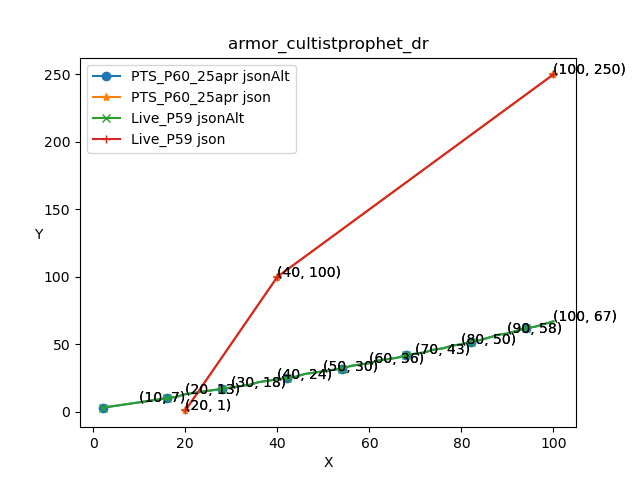 armor_cultistprophet_dr
PTS_P60_25apr jsonAlt
PTS_P60_25apr json
Live_P59 jsonAlt
Live_P59 json
Y
250
200
150
100
50
0
(100, 250)
(40, 100)
(100, 67)
(90, 58)
(80, 50)
(70, 43)
(60, 36)
(50, 30)
(40, 24)
(30, 18)
(20, 13)
(10, 7)
(20, 1)
0 20 40 60 80 100
X